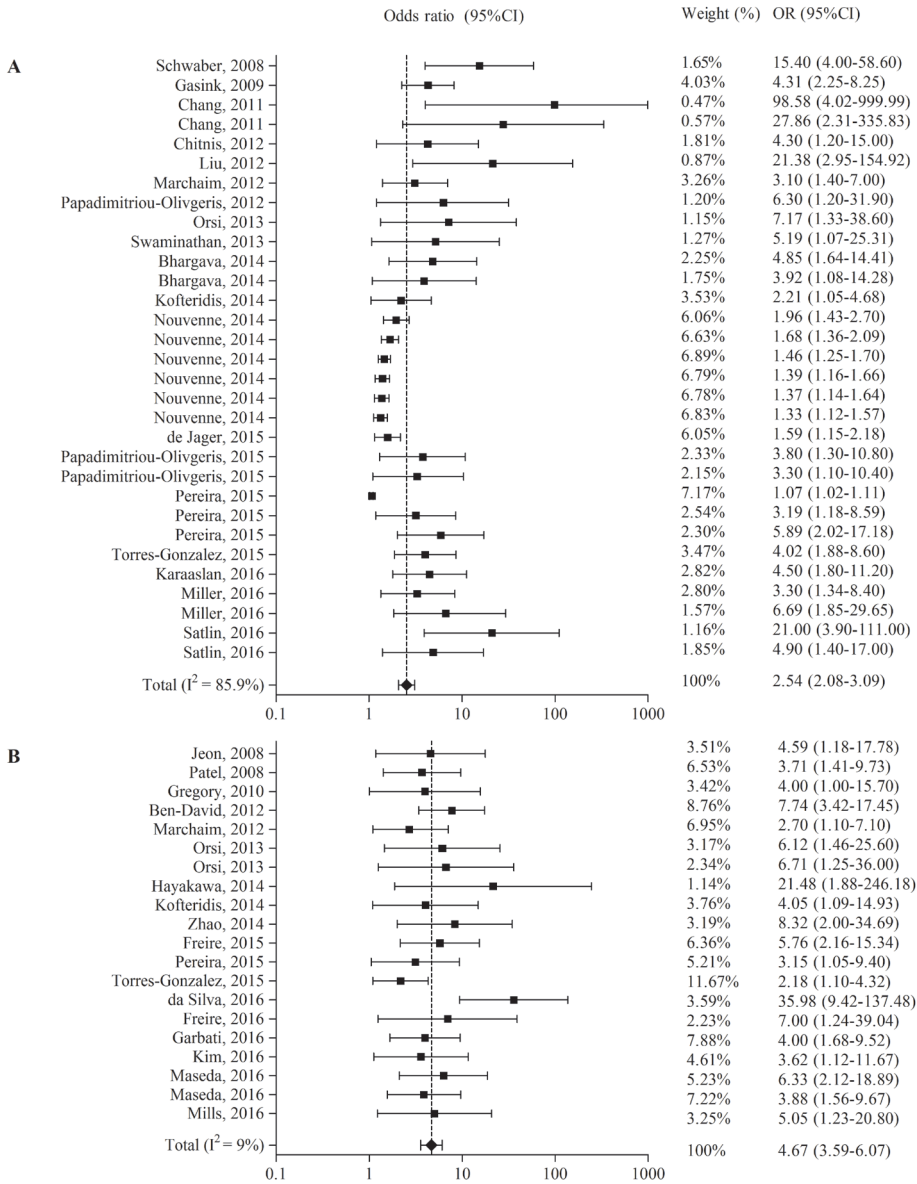 Odds ratio (95%CI) Weight (%) OR (95%CI)
A
Schwaber, 2008 1.65% 15.40 (4.00-58.60)
Gasink, 2009 4.03% 4.31 (2.25-8.25)
Chang, 2011 0.47% 98.58 (4.02-999.99)
Chang, 2011 0.57% 27.86 (2.31-335.83)
Chitnis, 2012 1.81% 4.30 (1.20-15.00)
Liu, 2012 0.87% 21.38 (2.95-154.92)
Marchaim, 2012 3.26% 3.10 (1.40-7.00)
Papadimitriou-Olivgeris, 2012 1.20% 6.30 (1.20-31.90)
Orsi, 2013 1.15% 7.17 (1.33-38.60)
Swaminathan, 2013 1.27% 5.19 (1.07-25.31)
Bhargava, 2014 2.25% 4.85 (1.64-14.41)
Bhargava, 2014 1.75% 3.92 (1.08-14.28)
Kofteridis, 2014 3.53% 2.21 (1.05-4.68)
Nouvenne, 2014 6.06% 1.96 (1.43-2.70)
Nouvenne, 2014 6.63% 1.68 (1.36-2.09)
Nouvenne, 2014 6.89% 1.46 (1.25-1.70)
Nouvenne, 2014 6.79% 1.39 (1.16-1.66)
Nouvenne, 2014 6.78% 1.37 (1.14-1.64)
Nouvenne, 2014 6.83% 1.33 (1.12-1.57)
de Jager, 2015 6.05% 1.59 (1.15-2.18)
Papadimitriou-Olivgeris, 2015 2.33% 3.80 (1.30-10.80)
Papadimitriou-Olivgeris, 2015 2.15% 3.30 (1.10-10.40)
Pereira, 2015 7.17% 1.07 (1.02-1.11)
Pereira, 2015 2.54% 3.19 (1.18-8.59)
Pereira, 2015 2.30% 5.89 (2.02-17.18)
Torres-Gonzalez, 2015 3.47% 4.02 (1.88-8.60)
Karaaslan, 2016 2.82% 4.50 (1.80-11.20)
Miller, 2016 2.80% 3.30 (1.34-8.40)
Miller, 2016 1.57% 6.69 (1.85-29.65)
Satlin, 2016 1.16% 21.00 (3.90-111.00)
Satlin, 2016 1.85% 4.90 (1.40-17.00)
Total (I² = 85.9%) 100% 2.54 (2.08-3.09)
0.1 1 10 100 1000
B
Jeon, 2008 3.51% 4.59 (1.18-17.78)
Patel, 2008 6.53% 3.71 (1.41-9.73)
Gregory, 2010 3.42% 4.00 (1.00-15.70)
Ben-David, 2012 8.76% 7.74 (3.42-17.45)
Marchaim, 2012 6.95% 2.70 (1.10-7.10)
Orsi, 2013 3.17% 6.12 (1.46-25.60)
Orsi, 2013 2.34% 6.71 (1.25-36.00)
Hayakawa, 2014 1.14% 21.48 (1.88-246.18)
Kofteridis, 2014 3.76% 4.05 (1.09-14.93)
Zhao, 2014 3.19% 8.32 (2.00-34.69)
Freire, 2015 6.36% 5.76 (2.16-15.34)
Pereira, 2015 5.21% 3.15 (1.05-9.40)
Torres-Gonzalez, 2015 11.67% 2.18 (1.10-4.32)
da Silva, 2016 3.59% 35.98 (9.42-137.48)
Freire, 2016 2.23% 7.00 (1.24-39.04)
Garbati, 2016 7.88% 4.00 (1.68-9.52)
Kim, 2016 4.61% 3.62 (1.12-11.67)
Maseda, 2016 5.23% 6.33 (2.12-18.89)
Maseda, 2016 7.22% 3.88 (1.56-9.67)
Mills, 2016 3.25% 5.05 (1.23-20.80)
Total (I² = 9%) 100% 4.67 (3.59-6.07)
0.1 1 10 100 1000